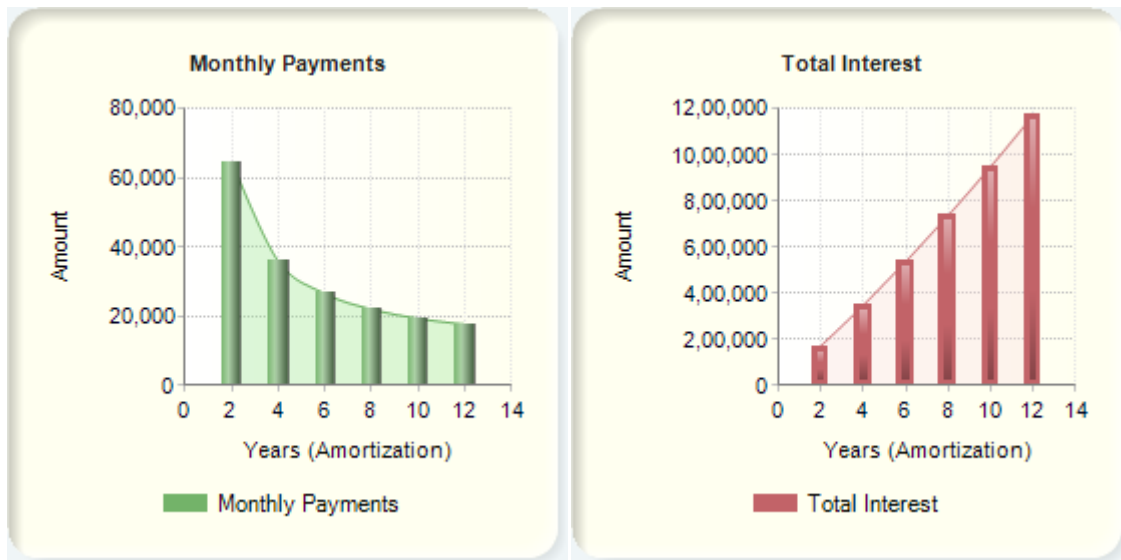 Monthly Payments
80,000
60,000
40,000
20,000
0
Amount
0 2 4 6 8 10 12 14
Years (Amortization)
Monthly Payments
Total Interest
12,00,000
10,00,000
8,00,000
6,00,000
4,00,000
2,00,000
0
Amount
0 2 4 6 8 10 12 14
Years (Amortization)
Total Interest